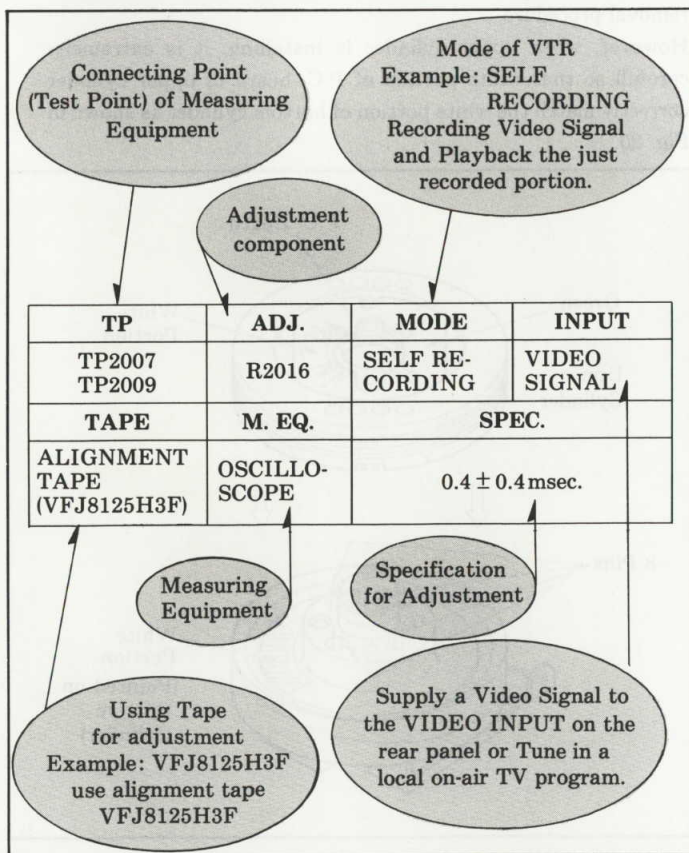 Connecting Point
(Test Point) of Measuring
Equipment
Mode of VTR
Example: SELF
RECORDING
Recording Video Signal
and Playback the just
recorded portion.
Adjustment
component
TP ADJ. MODE INPUT
TP2007
TP2009
R2016
SELF RE-
CORDING
VIDEO
SIGNAL
TAPE M. EQ. SPEC.
ALIGNMENT
TAPE
(VFJ8125H3F)
OSCILLO-
SCOPE
0.4 ± 0.4 msec.
Measuring
Equipment
Specification
for Adjustment
Using Tape
for adjustment
Example: VFJ8125H3F
use alignment tape
VFJ8125H3F
Supply a Video Signal to
the VIDEO INPUT on the
rear panel or Tune in a
local on-air TV program.